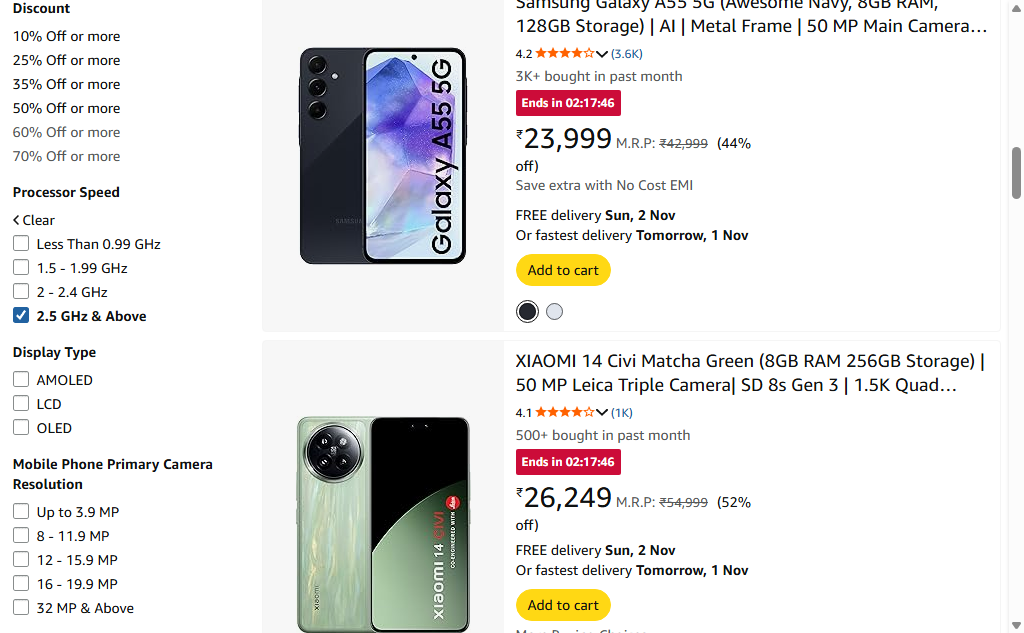 Discount
10% Off or more
25% Off or more
35% Off or more
50% Off or more
60% Off or more
70% Off or more
Processor Speed
Clear
Less Than 0.99 GHz
1.5 - 1.99 GHz
2 - 2.4 GHz
2.5 GHz & Above
Display Type
AMOLED
LCD
OLED
Mobile Phone Primary Camera
Resolution
Up to 3.9 MP
8 - 11.9 MP
12 - 15.9 MP
16 - 19.9 MP
32 MP & Above
SAMSUNG
Galaxy A55 5G
Samsung Galaxy A55 5G (Awesome Navy, 8GB RAM,
128GB Storage) | AI | Metal Frame | 50 MP Main Camera…
4.2 (3.6K)
3K+ bought in past month
Ends in 02:17:46
₹23,999 M.R.P: ₹42,999 (44%
off)
Save extra with No Cost EMI
FREE delivery Sun, 2 Nov
Or fastest delivery Tomorrow, 1 Nov
Add to cart
xiaomi
xiaomi 14 CIVI
CO-ENGINEERED WITH Leica
XIAOMI 14 Civi Matcha Green (8GB RAM 256GB Storage) |
50 MP Leica Triple Camera| SD 8s Gen 3 | 1.5K Quad…
4.1 (1K)
500+ bought in past month
Ends in 02:17:46
₹26,249 M.R.P: ₹54,999 (52%
off)
FREE delivery Sun, 2 Nov
Or fastest delivery Tomorrow, 1 Nov
Add to cart